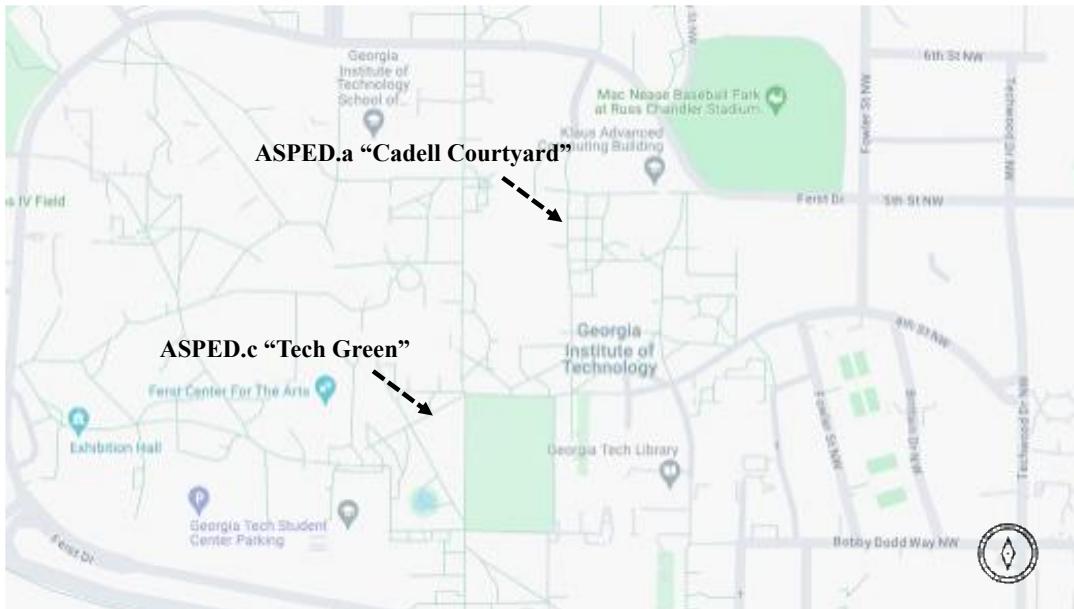 St NW
6th St NW
Georgia
Institute of
Technology
School of...
Mac Nease Baseball Park
at Russ Chandler Stadium
Fowler St NW
Techwood Dr NW
Klaus Advanced
Computing Building
ASPED.a “Cadell Courtyard”
s IV Field
Ferst Dr
5th St NW
Georgia
Institute of
Technology
4th St NW
ASPED.c “Tech Green”
Ferst Center For The Arts
Fowler St NW
Brittain Dr NW
Techwood Dr NW
Exhibition Hall
Georgia Tech Library
P
Georgia Tech Student
Center Parking
Ferst Dr
Bobby Dodd Way NW